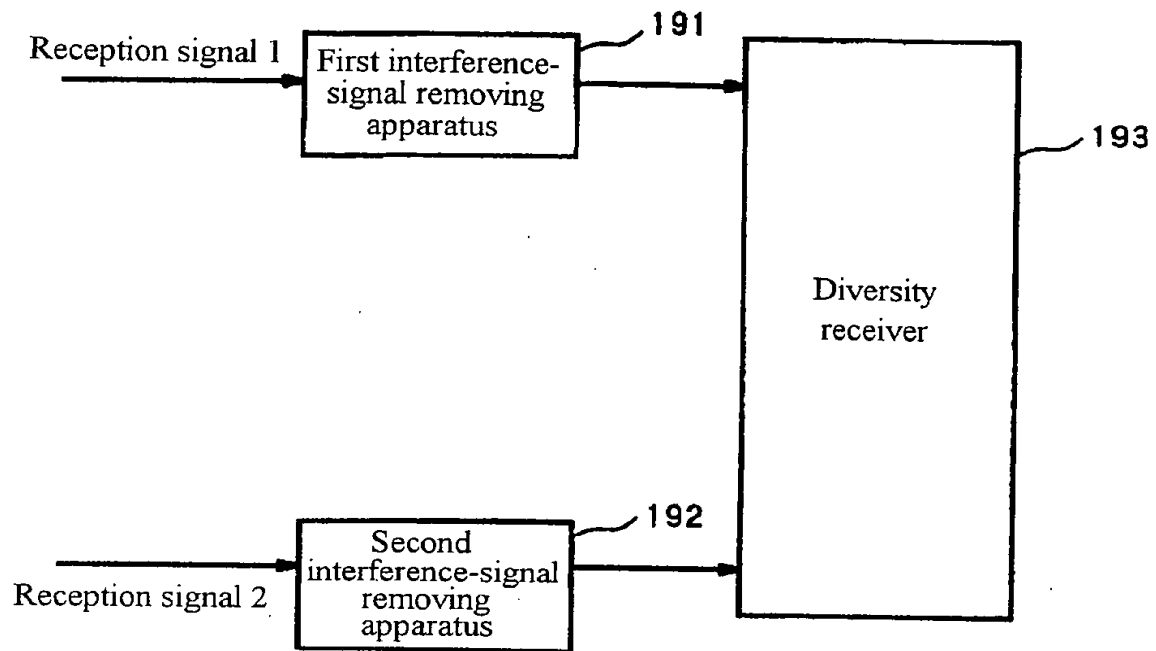 Reception signal 1
191
First interference-
signal removing
apparatus
193
Diversity
receiver
192
Second
interference-signal
removing
apparatus
Reception signal 2